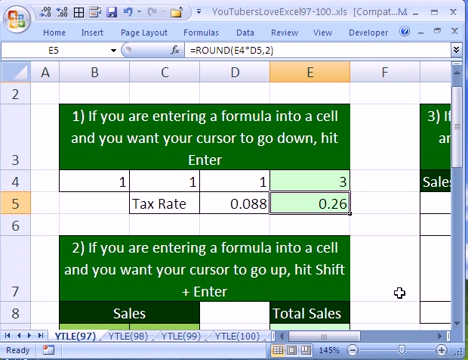 YouTubersLoveExcel97-100...xls [Compat...
Home Insert Page Layout Formulas Data Review View Developer
E5 fx =ROUND(E4*D5,2)
A B C D E F
2
1) If you are entering a formula into a cell
and you want your cursor to go down, hit
Enter
3) If
3
4 1 1 1 3 Sales
5 Tax Rate 0.088 0.26
6
2) If you are entering a formula into a cell
and you want your cursor to go up, hit Shift
+ Enter
7
8 Sales Total Sales
YTLE(97) YTLE(98) YTLE(99) YTLE(100)
Ready 145%